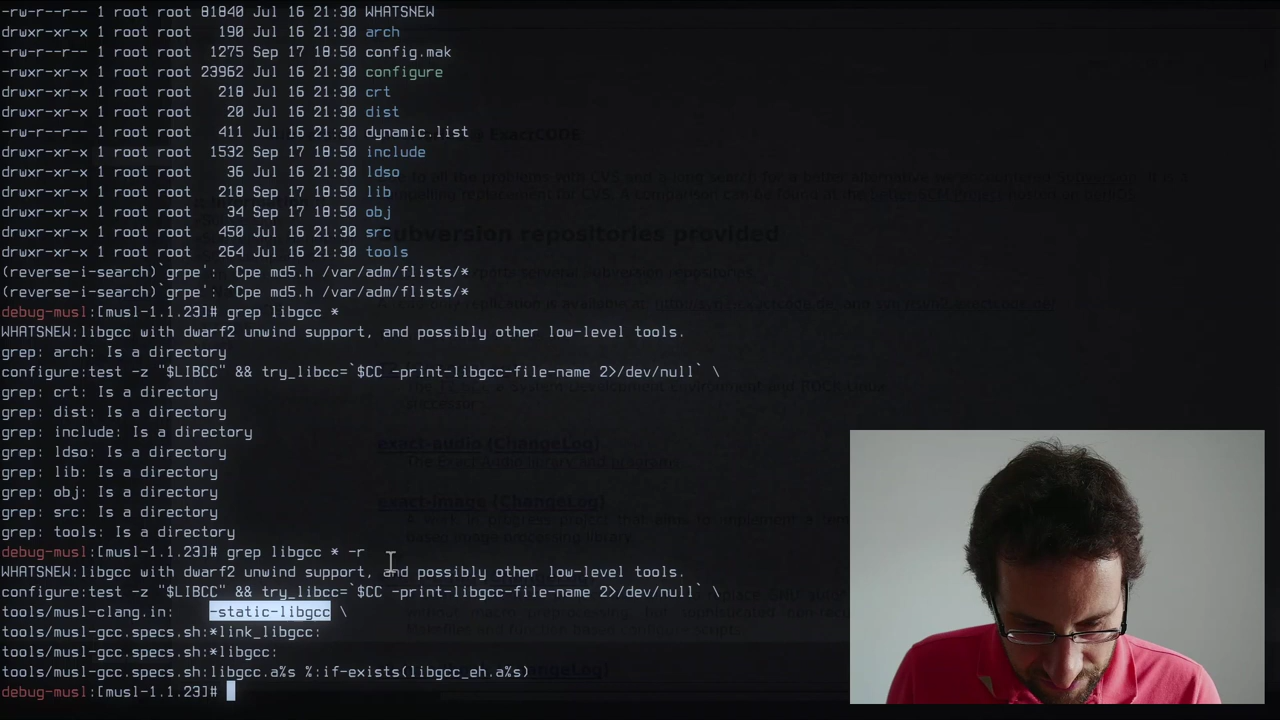 -rw-r--r-- 1 root root 81840 Jul 16 21:30 WHATSNEW
drwxr-xr-x 1 root root   190 Jul 16 21:30 arch
-rw-r--r-- 1 root root  1275 Sep 17 18:50 config.mak
-rwxr-xr-x 1 root root 23962 Jul 16 21:30 configure
drwxr-xr-x 1 root root   218 Jul 16 21:30 crt
drwxr-xr-x 1 root root    20 Jul 16 21:30 dist
-rw-r--r-- 1 root root   411 Jul 16 21:30 dynamic.list
drwxr-xr-x 1 root root  1532 Sep 17 18:50 include
drwxr-xr-x 1 root root    36 Jul 16 21:30 ldso
drwxr-xr-x 1 root root   218 Sep 17 18:50 lib
drwxr-xr-x 1 root root    34 Sep 17 18:50 obj
drwxr-xr-x 1 root root   450 Jul 16 21:30 src
drwxr-xr-x 1 root root   264 Jul 16 21:30 tools
(reverse-i-search)`grpe': ^Cpe md5.h /var/adm/flists/*
(reverse-i-search)`grpe': ^Cpe md5.h /var/adm/flists/*
debug-musl:[musl-1.1.23]# grep libgcc *
WHATSNEW:libgcc with dwarf2 unwind support, and possibly other low-level tools.
grep: arch: Is a directory
configure:test -z "$LIBCC" && try_libcc=`$CC -print-libgcc-file-name 2>/dev/null` \
grep: crt: Is a directory
grep: dist: Is a directory
grep: include: Is a directory
grep: ldso: Is a directory
grep: lib: Is a directory
grep: obj: Is a directory
grep: src: Is a directory
grep: tools: Is a directory
debug-musl:[musl-1.1.23]# grep libgcc * -r
WHATSNEW:libgcc with dwarf2 unwind support, and possibly other low-level tools.
configure:test -z "$LIBCC" && try_libcc=`$CC -print-libgcc-file-name 2>/dev/null` \
tools/musl-clang.in:    -static-libgcc \
tools/musl-gcc.specs.sh:*link_libgcc:
tools/musl-gcc.specs.sh:*libgcc:
tools/musl-gcc.specs.sh:libgcc.a%s %:if-exists(libgcc_eh.a%s)
debug-musl:[musl-1.1.23]#
ExactCODE
Subversion repositories provided
exact-audio (ChangeLog)
exact-image (ChangeLog)